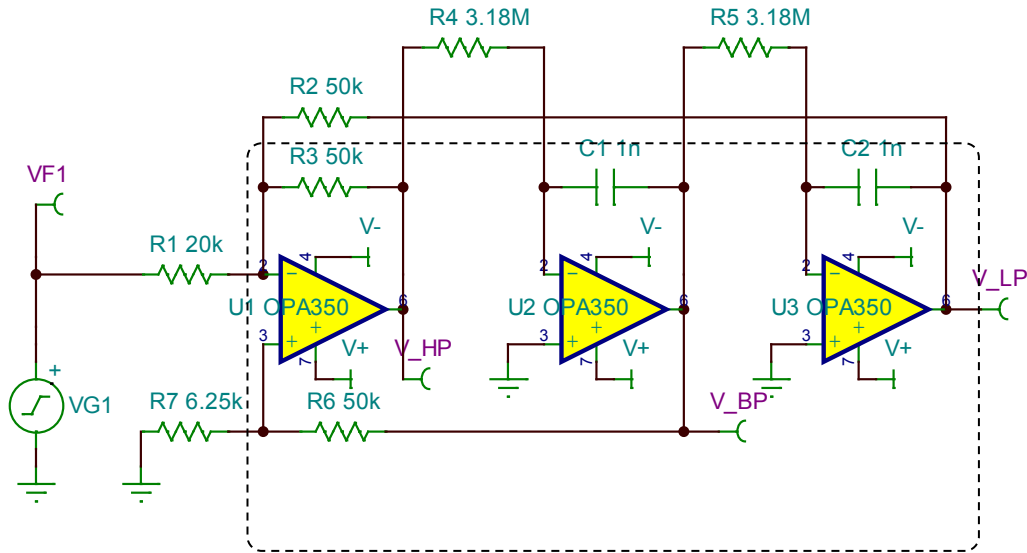 R4 3.18M
R5 3.18M
R2 50k
R3 50k
C1 1n
C2 1n
VF1
V-
V-
V-
R1 20k
2
4
2
4
2
4
−
−
−
U1 OPA350
6
U2 OPA350
6
U3 OPA350
6
V_LP
3
+
+
3
+
+
3
+
+
7
7
7
V+
V+
V+
V_HP
+
VG1
R7 6.25k
R6 50k
V_BP